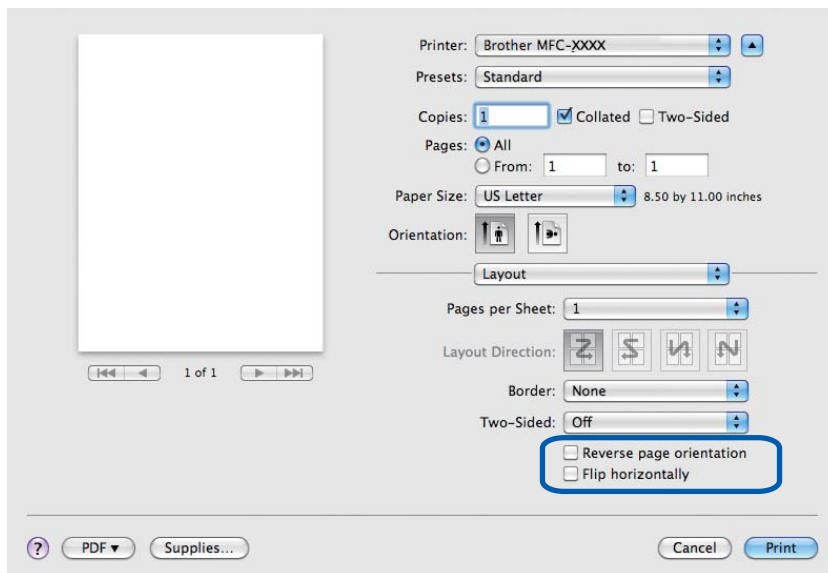 Printer: Brother MFC-XXXX
Presets: Standard
Copies: 1 Collated Two-Sided
Pages: All
From: 1 to: 1
Paper Size: US Letter 8.50 by 11.00 inches
Orientation:
Layout
Pages per Sheet: 1
Layout Direction:
1 of 1
Border: None
Two-Sided: Off
Reverse page orientation
Flip horizontally
? PDF▼ Supplies... Cancel Print